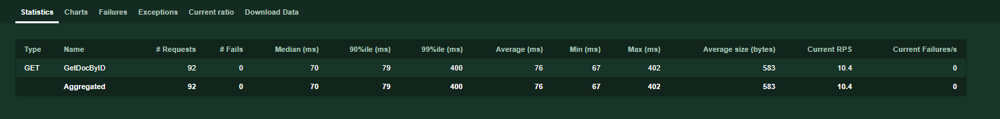 Statistics Charts Failures Exceptions Current ratio Download Data
Type Name # Requests # Fails Median (ms) 90%ile (ms) 99%ile (ms) Average (ms) Min (ms) Max (ms) Average size (bytes) Current RPS Current Failures/s
GET GetDocByID 92 0 70 79 400 76 67 402 583 10.4 0
Aggregated 92 0 70 79 400 76 67 402 583 10.4 0